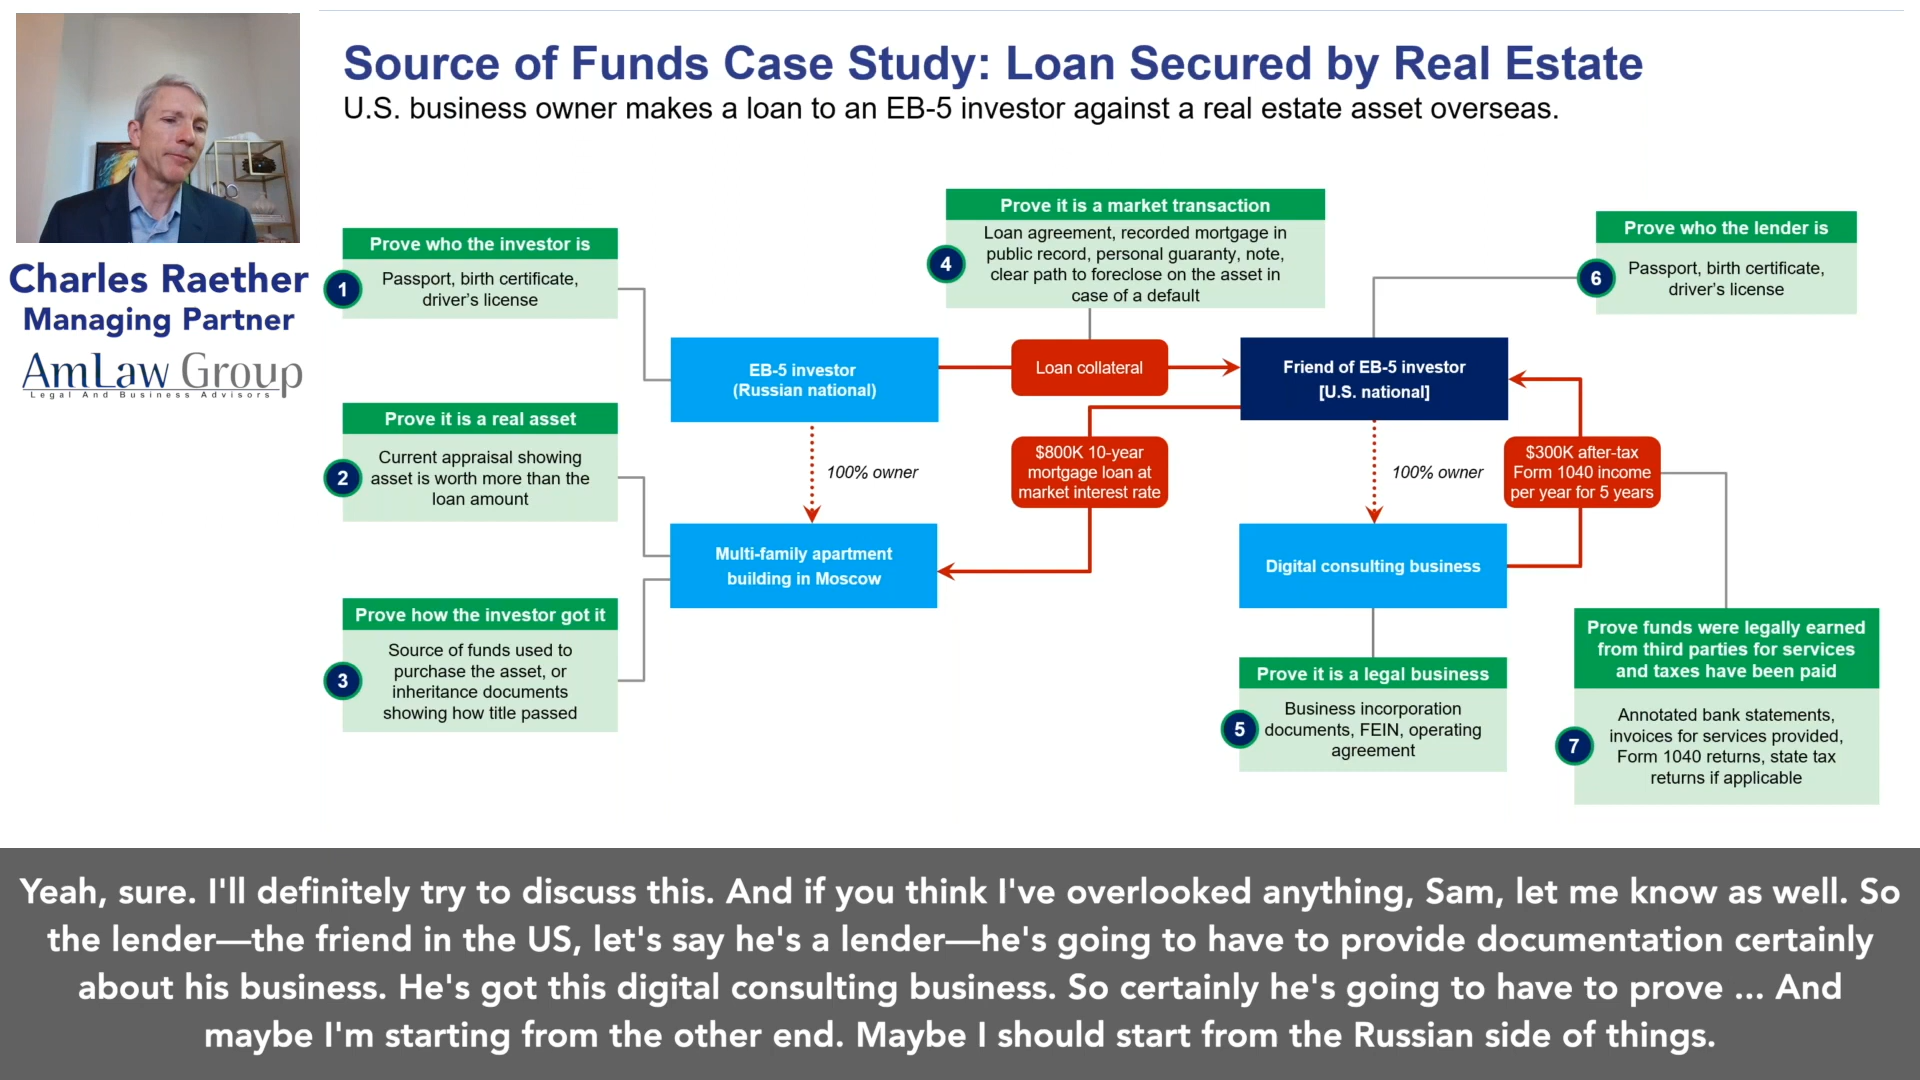 Source of Funds Case Study: Loan Secured by Real Estate
U.S. business owner makes a loan to an EB-5 investor against a real estate asset overseas.
Charles Raether
Managing Partner
AmLaw Group
Legal And Business Advisors
Prove who the investor is
1
Passport, birth certificate,
driver's license
Prove it is a real asset
2
Current appraisal showing
asset is worth more than the
loan amount
Prove how the investor got it
3
Source of funds used to
purchase the asset, or
inheritance documents
showing how title passed
Prove it is a market transaction
4
Loan agreement, recorded mortgage in
public record, personal guaranty, note,
clear path to foreclose on the asset in
case of a default
EB-5 investor
(Russian national)
Loan collateral
Friend of EB-5 investor
[U.S. national]
100% owner
$800K 10-year
mortgage loan at
market interest rate
100% owner
$300K after-tax
Form 1040 income
per year for 5 years
Multi-family apartment
building in Moscow
Digital consulting business
Prove it is a legal business
5
Business incorporation
documents, FEIN, operating
agreement
Prove who the lender is
6
Passport, birth certificate,
driver's license
Prove funds were legally earned
from third parties for services
and taxes have been paid
7
Annotated bank statements,
invoices for services provided,
Form 1040 returns, state tax
returns if applicable
Yeah, sure. I'll definitely try to discuss this. And if you think I've overlooked anything, Sam, let me know as well. So
the lender—the friend in the US, let's say he's a lender—he's going to have to provide documentation certainly
about his business. He's got this digital consulting business. So certainly he's going to have to prove ... And
maybe I'm starting from the other end. Maybe I should start from the Russian side of things.